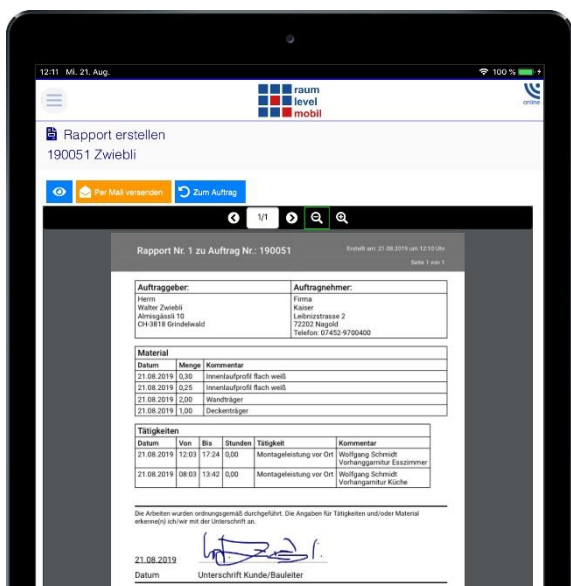 12:11 Mi. 21. Aug. 100 %
raum
level
mobil
online
Rapport erstellen
190051 Zwiebli
Per Mail versenden Zum Auftrag
1/1
Rapport Nr. 1 zu Auftrag Nr.: 190051 Erstellt am: 21.08.2019 um 12:10 Uhr
Seite 1 von 1
Auftraggeber: Auftragnehmer:
Herrn Firma
Walter Zwiebli Kaiser
Almisgässli 10 Leibnizstrasse 2
CH-3818 Grindelwald 72202 Nagold
Telefon: 07452-9700400
Material
Datum Menge Kommentar
21.08.2019 0,30 Innenlaufprofil flach weiß
21.08.2019 0,25 Innenlaufprofil flach weiß
21.08.2019 2,00 Wandträger
21.08.2019 1,00 Deckenträger
Tätigkeiten
Datum Von Bis Stunden Tätigkeit Kommentar
21.08.2019 12:03 17:24 0,00 Montageleistung vor Ort Wolfgang Schmidt
Vorhanggarnitur Esszimmer
21.08.2019 08:03 13:42 0,00 Montageleistung vor Ort Wolfgang Schmidt
Vorhangarnitur Küche
Die Arbeiten wurden ordnungsgemäß durchgeführt. Die Angaben für Tätigkeiten und/oder Material
erkenne(n) ich/wir mit der Unterschrift an.
21.08.2019
Datum Unterschrift Kunde/Bauleiter